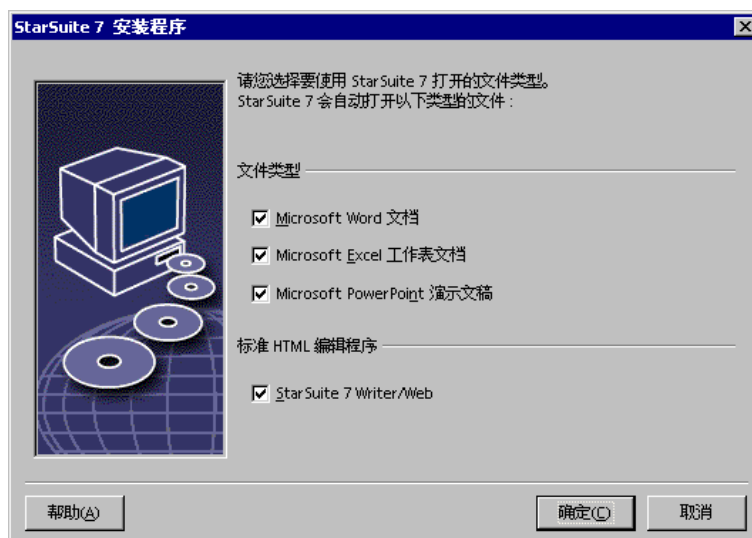 StarSuite 7 安装程序
请您选择要使用 StarSuite 7 打开的文件类型。
StarSuite 7 会自动打开以下类型的文件：
文件类型
Microsoft Word 文档
Microsoft Excel 工作表文档
Microsoft PowerPoint 演示文稿
标准 HTML 编辑程序
StarSuite 7 Writer/Web
帮助(A)
确定(C)
取消